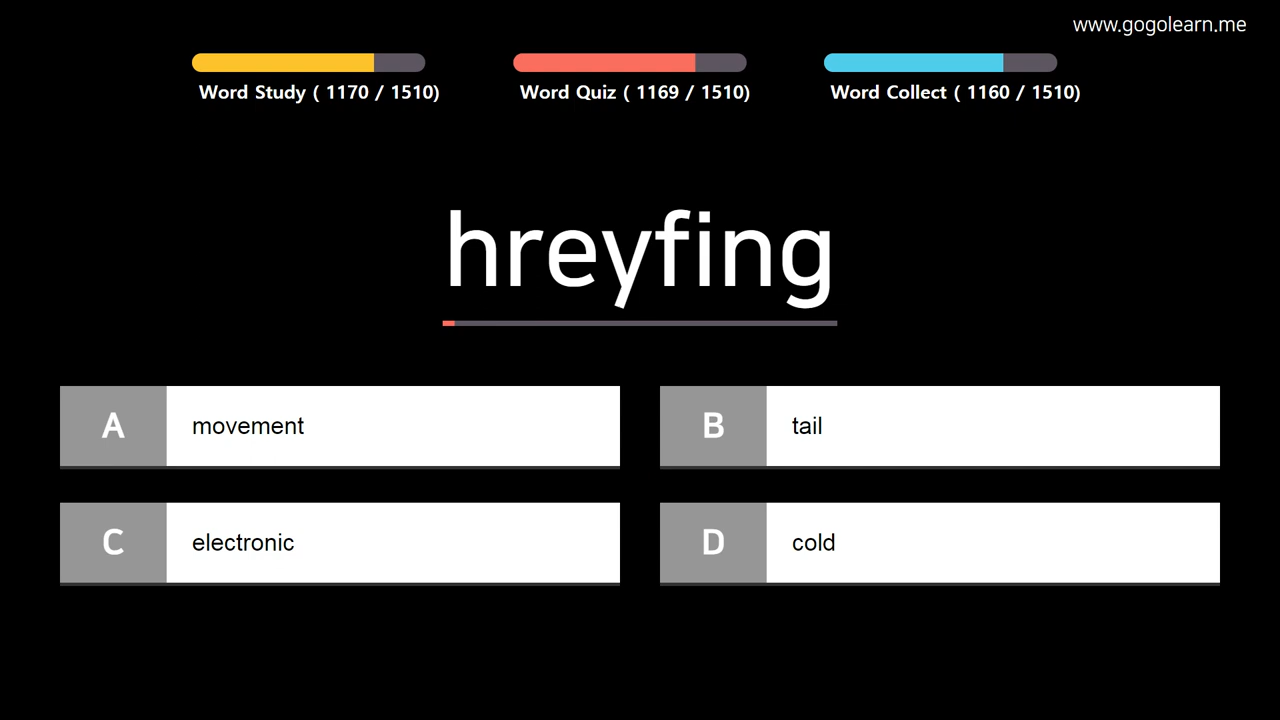 www.gogolearn.me
Word Study ( 1170 / 1510)
Word Quiz ( 1169 / 1510)
Word Collect ( 1160 / 1510)
hreyfing
A movement
B tail
C electronic
D cold